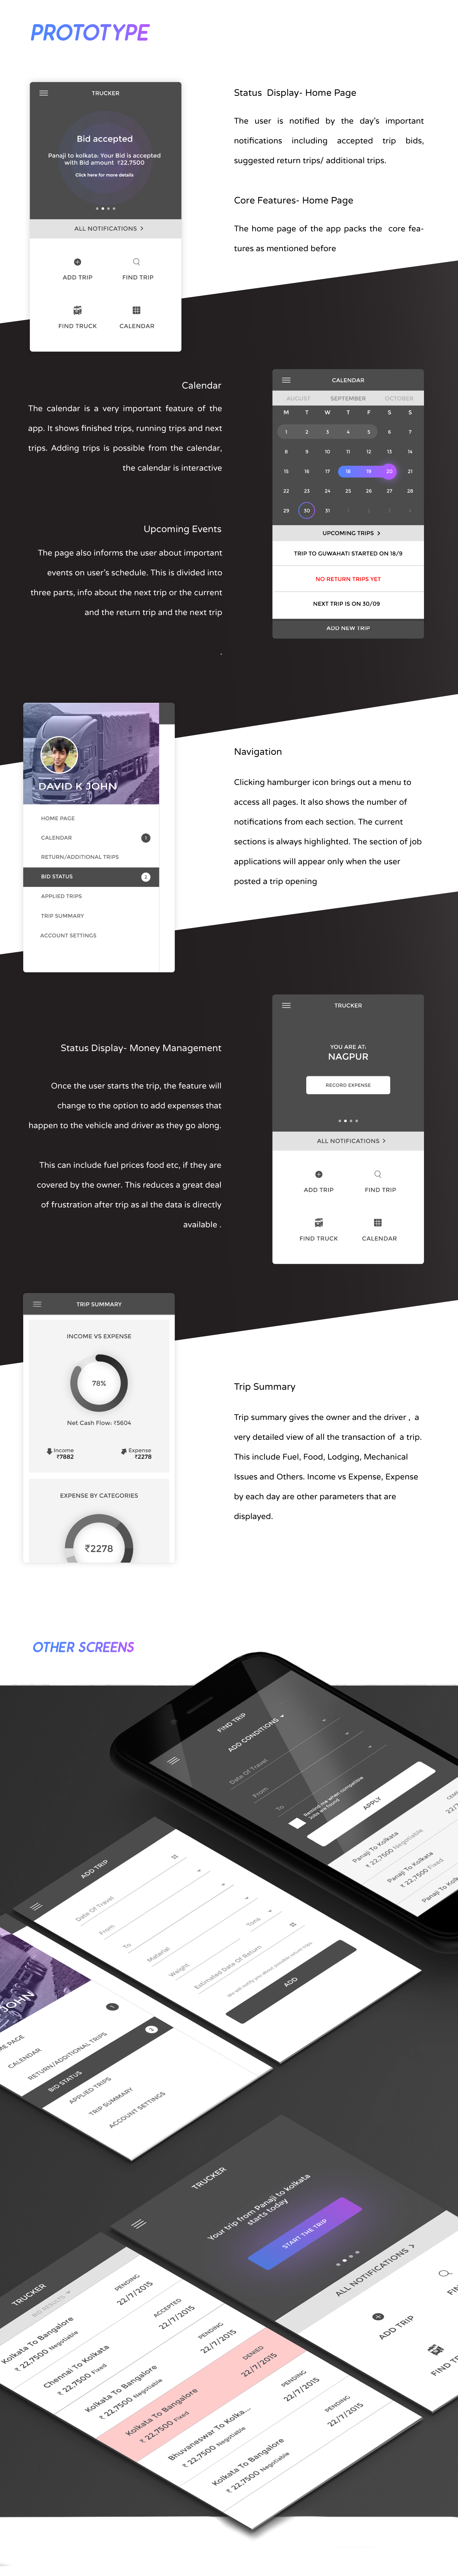 PROTOTYPE
TRUCKER
Bid accepted
Panaji to kolkata: Your Bid is accepted
with Bid amount ₹22,7500
Click here for more details
ALL NOTIFICATIONS >
ADD TRIP
FIND TRIP
FIND TRUCK
CALENDAR
Status Display- Home Page
The user is notified by the day's important
notifications including accepted trip bids,
suggested return trips/ additional trips.
Core Features- Home Page
The home page of the app packs the core fea-
tures as mentioned before
Calendar
The calendar is a very important feature of the
app. It shows finished trips, running trips and next
trips. Adding trips is possible from the calendar,
the calendar is interactive
Upcoming Events
The page also informs the user about important
events on user's schedule. This is divided into
three parts, info about the next trip or the current
and the return trip and the next trip
.
CALENDAR
AUGUST SEPTEMBER OCTOBER
M T W T F S S
1 2 3 4 5 6 7
8 9 10 11 12 13 14
15 16 17 18 19 20 21
22 23 24 25 26 27 28
29 30 31 1 2 3 4
UPCOMING TRIPS >
TRIP TO GUWAHATI STARTED ON 18/9
NO RETURN TRIPS YET
NEXT TRIP IS ON 30/09
ADD NEW TRIP
DAVID K JOHN
HOME PAGE
CALENDAR 1
RETURN/ADDITIONAL TRIPS
BID STATUS 2
APPLIED TRIPS
TRIP SUMMARY
ACCOUNT SETTINGS
Navigation
Clicking hamburger icon brings out a menu to
access all pages. It also shows the number of
notifications from each section. The current
sections is always highlighted. The section of job
applications will appear only when the user
posted a trip opening
Status Display- Money Management
Once the user starts the trip, the feature will
change to the option to add expenses that
happen to the vehicle and driver as they go along.
This can include fuel prices food etc, if they are
covered by the owner. This reduces a great deal
of frustration after trip as al the data is directly
available .
TRUCKER
YOU ARE AT:
NAGPUR
RECORD EXPENSE
ALL NOTIFICATIONS >
ADD TRIP
FIND TRIP
FIND TRUCK
CALENDAR
TRIP SUMMARY
INCOME VS EXPENSE
78%
Net Cash Flow: ₹5604
Income
₹7882
Expense
₹2278
EXPENSE BY CATEGORIES
₹2278
Trip Summary
Trip summary gives the owner and the driver , a
very detailed view of all the transaction of a trip.
This include Fuel, Food, Lodging, Mechanical
Issues and Others. Income vs Expense, Expense
by each day are other parameters that are
displayed.
OTHER SCREENS
FIND TRIP
ADD CONDITIONS
Date Of Travel
From
To
Remind me when competitive
jobs are found
APPLY
Panaji To Kolkata
₹ 22,7500 Negotiable
Panaji To Kolkata
₹ 22,7500 Fixed
Panaji To Kolk
22/7
ADD TRIP
Date Of Travel
From
To
Material
Weight
Tons
Estimated Date Of Return
We will notify you about possible return trips
ADD
JOHN
ME PAGE
CALENDAR
RETURN/ADDITIONAL TRIPS
BID STATUS
APPLIED TRIPS
TRIP SUMMARY
ACCOUNT SETTINGS
TRUCKER
Your trip from Panaji to kolkata
starts today
START THE TRIP
ALL NOTIFICATIONS >
ADD TRIP
FIN
FIND T
TRUCKER
BID RESULTS
Kolkata To Bangalore
₹ 22,7500 Negotiable
PENDING
22/7/2015
Chennai To Kolkata
₹ 22,7500 Fixed
ACCEPTED
22/7/2015
Kolkata To Bangalore
₹ 22,7500 Negotiable
PENDING
22/7/2015
Kolkata To Bangalore
₹ 22,7500 Fixed
DENIED
22/7/2015
Bhuvaneswar To Kolka...
₹ 22,7500 Negotiable
PENDING
22/7/2015
Kolkata To Bangalore
₹ 22,7500 Negotiable
PENDING
22/7/2015